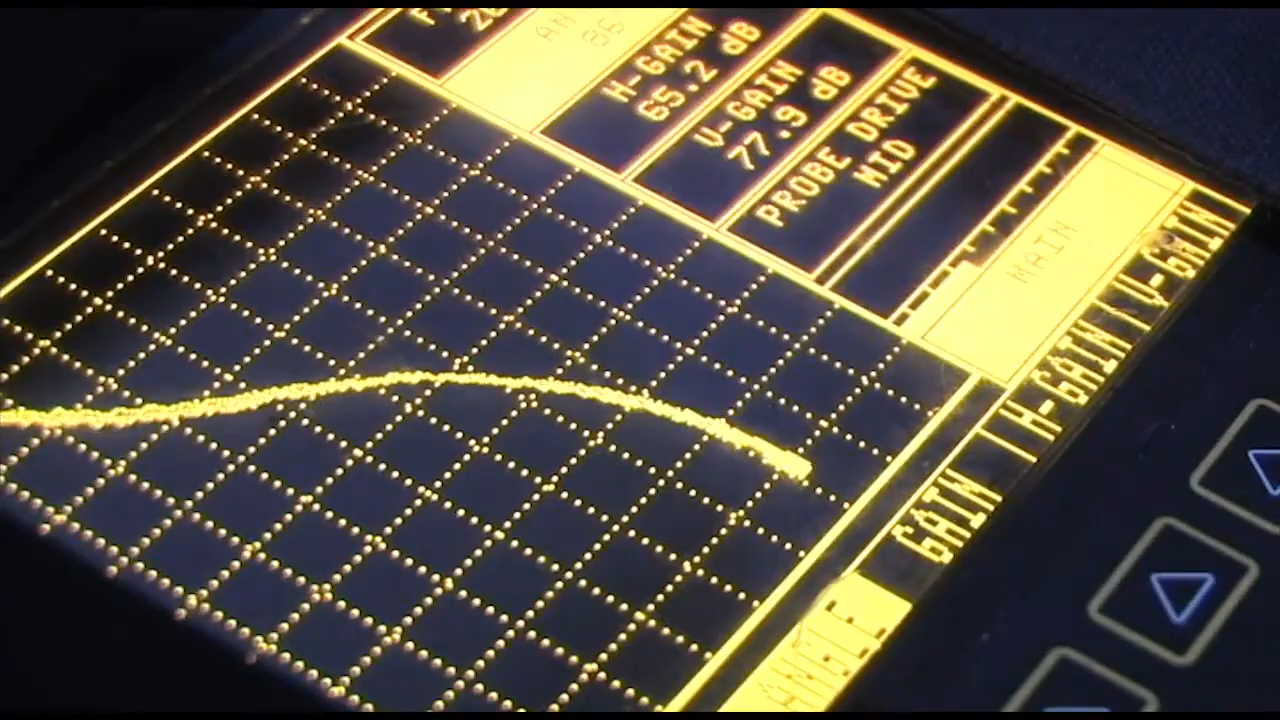 H-GAIN
65.2 dB
V-GAIN
77.9 dB
PROBE DRIVE
MID
MAIN
ANGLE
GAIN
H-GAIN
V-GAIN